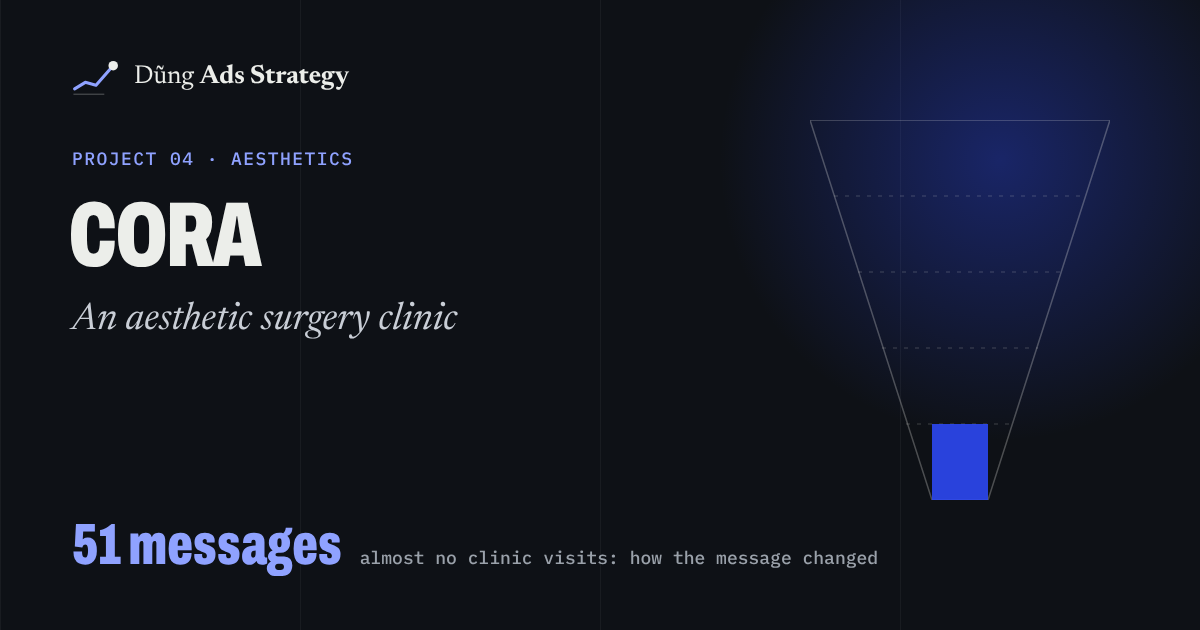 Dũng Ads Strategy
PROJECT 04 · AESTHETICS
CORA
An aesthetic surgery clinic
51 messages almost no clinic visits: how the message changed